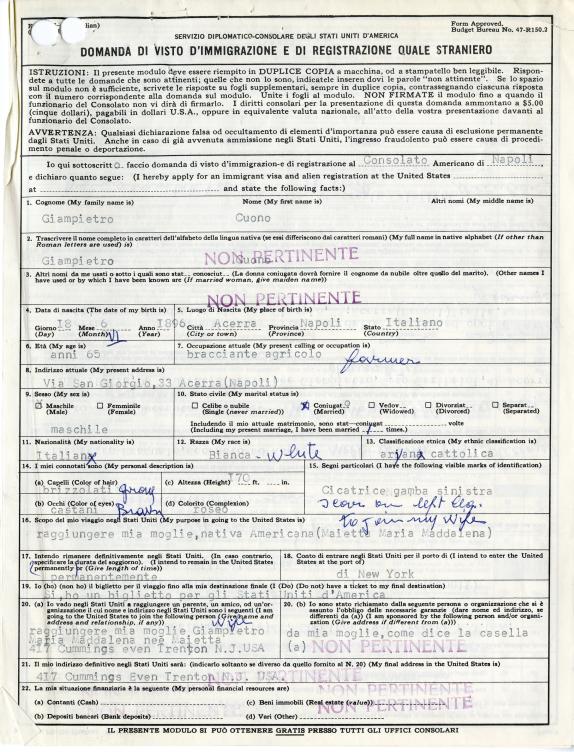 lian)
Form Approved.
Budget Bureau No. 47-R150.2
SERVIZIO DIPLOMATICO-CONSOLARE DEGLI STATI UNITI D'AMERICA
DOMANDA DI VISTO D'IMMIGRAZIONE E DI REGISTRAZIONE QUALE STRANIERO
ISTRUZIONI: Il presente modulo deve essere riempito in DUPLICE COPIA a macchina, od a stampatello ben leggibile. Rispondete a tutte le domande che sono attinenti; quelle che non lo sono, indicatele inseren dovi le parole "non attinente". Se lo spazio
sul modulo non è sufficiente, scrivete le risposte su fogli supplementari, sempre in duplice copia, contrassegnando ciascuna risposta
con il numero corrispondente alla domanda sul modulo. Unite i fogli al modulo. NON FIRMATE il modulo fino a quando il
funzionario del Consolato non vi dirà di firmarlo. I diritti consolari per la presentazione di questa domanda ammontano a $5.00
(cinque dollari), pagabili in dollari U.S.A., oppure in equivalente valuta nazionale, all'atto della vostra presentazione davanti al
funzionario del Consolato.
AVVERTENZA: Qualsiasi dichiarazione falsa od occultamento di elementi d'importanza può essere causa di esclusione permanente
dagli Stati Uniti. Anche in caso di già avvenuta ammissione negli Stati Uniti, l'ingresso fraudolento può essere causa di procedimento penale o deportazione.
Io qui sottoscritt o faccio domanda di visto d'immigrazione e di registrazione al Consolato Americano di Napoli
e dichiaro quanto segue: (I hereby apply for an immigrant visa and alien registration at the United States
at and state the following facts:)
1. Cognome (My family name is) Nome (My first name is) Altri nomi (My middle name is)
Giampietro Cuono
2. Trascrivere il nome completo in caratteri dell'alfabeto della lingua nativa (se essi differiscono dai caratteri romani) (My full name in native alphabet (If other than
Roman letters are used) is)
Giampietro Cuono NON PERTINENTE
3. Altri nomi da me usati o sotto i quali sono stat conosciut (La donna coniugata dovrà fornire il cognome da nubile oltre quello del marito). (Other names I
have used or by which I have been known are (If married woman, give maiden name))
NON PERTINENTE
4. Data di nascita (The date of my birth is) 5. Luogo di Nascita (My place of birth is)
Giorno 18 Mese 6 Anno 1896 Città Acerra Provincia Napoli Stato Italiano
(Day) (Month) VI (Year) (City or town) (Province) (Country)
6. Età (My age is) 7. Occupazione attuale (My present calling or occupation is)
anni 65 bracciante agricolo farmer
8. Indirizzo attuale (My present address is)
Via San Giorgio,33 Acerra(Napoli)
9. Sesso (My sex is) 10. Stato civile (My marital status is)
Maschile Femminile Celibe o nubile Coniugat o Vedov Divorziat Separat
(Male) (Female) (Single (never married)) (Married) (Widowed) (Divorced) (Separated)
maschile Includendo il mio attuale matrimonio, sono stat coniugat volte
(Including my present marriage, I have been married 1 times.)
11. Nazionalità (My nationality is) 12. Razza (My race is) 13. Classificazione etnica (My ethnic classification is)
Italiana Bianca - White ariana cattolica
14. I miei connotati sono (My personal description is) 15. Segni particolari (I have the following visible marks of identification)
(a) Capelli (Color of hair) (c) Altezza (Height) 170 ft. in.
brizzolati gray Cicatrice gamba sinistra
(b) Occhi (Color of eyes) (d) Colorito (Complexion) scar on left leg.
castani Brown roseo
16. Scopo del mio viaggio negli Stati Uniti (My purpose in going to the United States is) to join my wife
raggiungere mia moglie,nativa Americana(Maietta Maria Maddalena)
17. Intendo rimanere definitivamente negli Stati Uniti. (In caso contrario, 18. Conto di entrare negli Stati Uniti per il porto di (I intend to enter the United
specificare la durata del soggiorno). (I intend to remain in the United States States at the port of)
permanently (Give length of time)) di New York
permanentemente
19. Io (ho) (non ho) il biglietto per il viaggio fino alla mia destinazione finale (I (Do) (Do not) have a ticket to my final destination)
Si,ho un biglietto per gli Stati Uniti d'America
20. (a) Io vado negli Stati Uniti a raggiungere un parente, un amico, od un'organizzazione il cui nome e indirizzo negli Stati Uniti sono i seguenti (I am
going to the United States to join the following person (Give name and
address and relationship, if any)) Wife
raggiungere mia moglie Giampietro
Maria Maddalena neé Maietta
417 Cummings even Trenton N.J.USA
20. (b) Io sono stato richiamato dalle seguenti persone o organizzazione che si è
assunto l'obbligo delle necessarie garanzie (dare nome ed indirizzo, se
differenti da (a)) (I am sponsored by the following person and/or organization (Give address if different from (a)))
da mia moglie,come dice la casella
(a) NON PERTINENTE
21. Il mio indirizzo definitivo negli Stati Uniti sarà: (indicarlo soltanto se diverso da quello fornito al N. 20) (My final address in the United States is)
417 Cummings Even Trenton N.J. USA NON PERTINENTE
22. La mia situazione finanziaria è la seguente (My personal financial resources are) NON PERTINENTE
(a) Contanti (Cash) (c) Beni immobili (Real estate (value))
(b) Depositi bancari (Bank deposits) (d) Vari (Other)
IL PRESENTE MODULO SI PUÒ OTTENERE GRATIS PRESSO TUTTI GLI UFFICI CONSOLARI